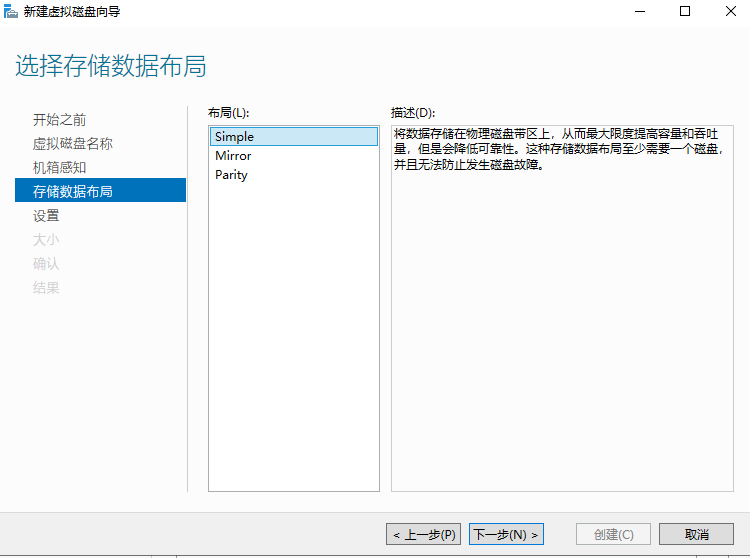 新建虚拟磁盘向导
选择存储数据布局
开始之前
虚拟磁盘名称
机箱感知
存储数据布局
设置
大小
确认
结果
布局(L):
Simple
Mirror
Parity
描述(D):
将数据存储在物理磁盘带区上，从而最大限度提高容量和吞吐
量，但是会降低可靠性。这种存储数据布局至少需要一个磁盘，
并且无法防止发生磁盘故障。
< 上一步(P)
下一步(N) >
创建(C)
取消